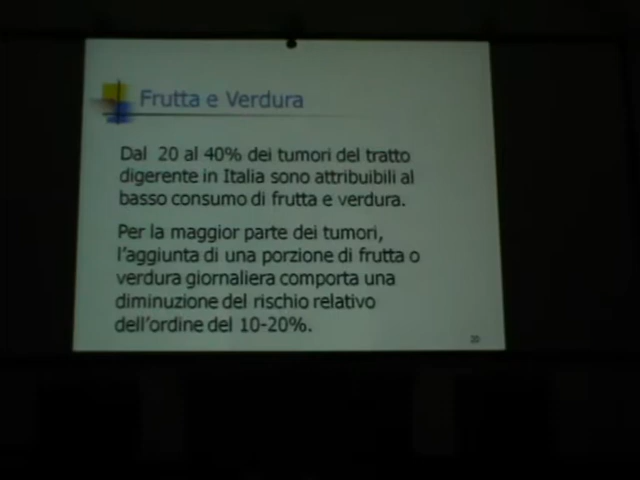 Frutta e Verdura
Dal 20 al 40% dei tumori del tratto
digerente in Italia sono attribuibili al
basso consumo di frutta e verdura.
Per la maggior parte dei tumori,
l'aggiunta di una porzione di frutta o
verdura giornaliera comporta una
diminuzione del rischio relativo
dell'ordine del 10-20%.
20